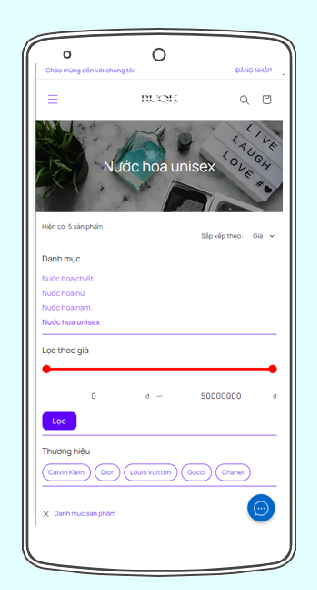 Chào mừng đến với chúng tôi
ĐĂNG NHẬP
Nước hoa unisex
LIVE
LAUGH
LOVE #
Hiện có: 5 sản phẩm
Sắp xếp theo: Giá
Danh mục
Nước hoa chiết
Nước hoa nữ
Nước hoa nam
Nước hoa unisex
Lọc theo giá
0 đ — 50000000 đ
Lọc
Thương hiệu
Calvin Klein Dior Louis Vuitton Gucci Chanel
X Danh mục sản phẩm